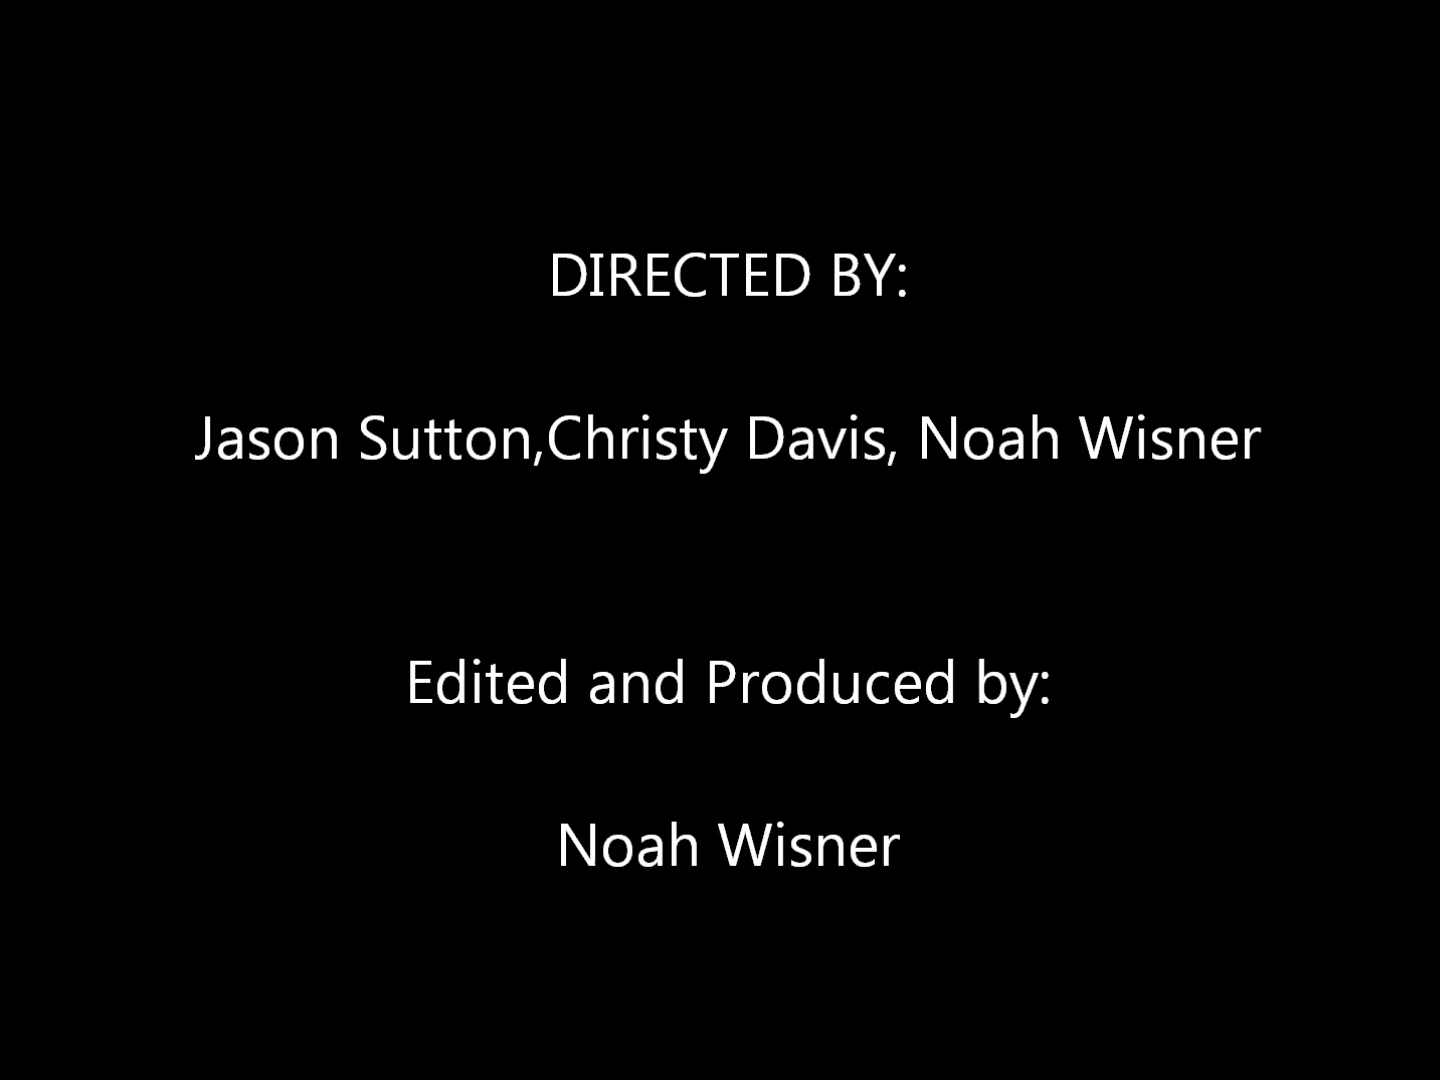 DIRECTED BY:
Jason Sutton,Christy Davis, Noah Wisner
Edited and Produced by:
Noah Wisner